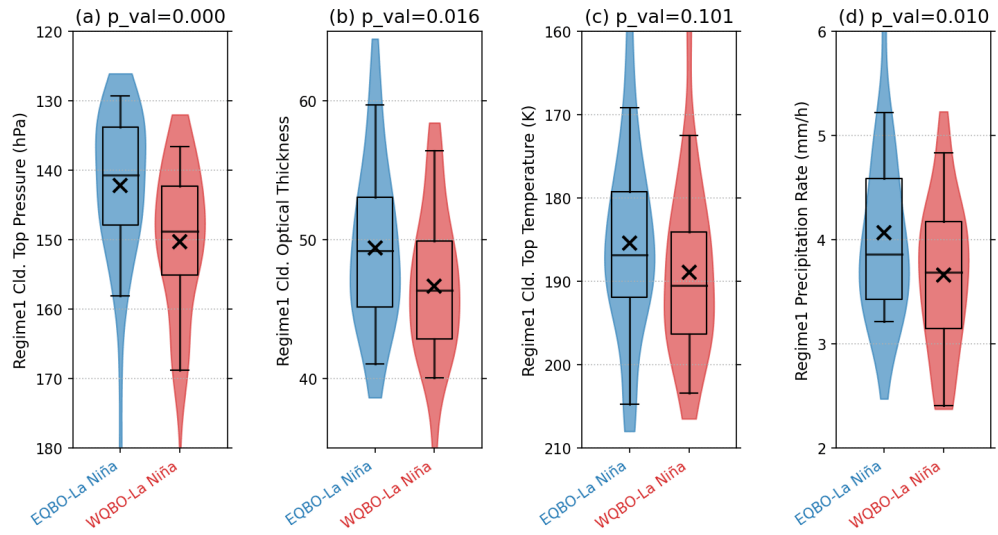 (a) p_val=0.000
Regime1 Cld. Top Pressure (hPa)
120
130
140
150
160
170
180
EQBO-La Niña
WQBO-La Niña
(b) p_val=0.016
Regime1 Cld. Optical Thickness
60
50
40
EQBO-La Niña
WQBO-La Niña
(c) p_val=0.101
Regime1 Cld. Top Temperature (K)
160
170
180
190
200
210
EQBO-La Niña
WQBO-La Niña
(d) p_val=0.010
Regime1 Precipitation Rate (mm/h)
6
5
4
3
2
EQBO-La Niña
WQBO-La Niña